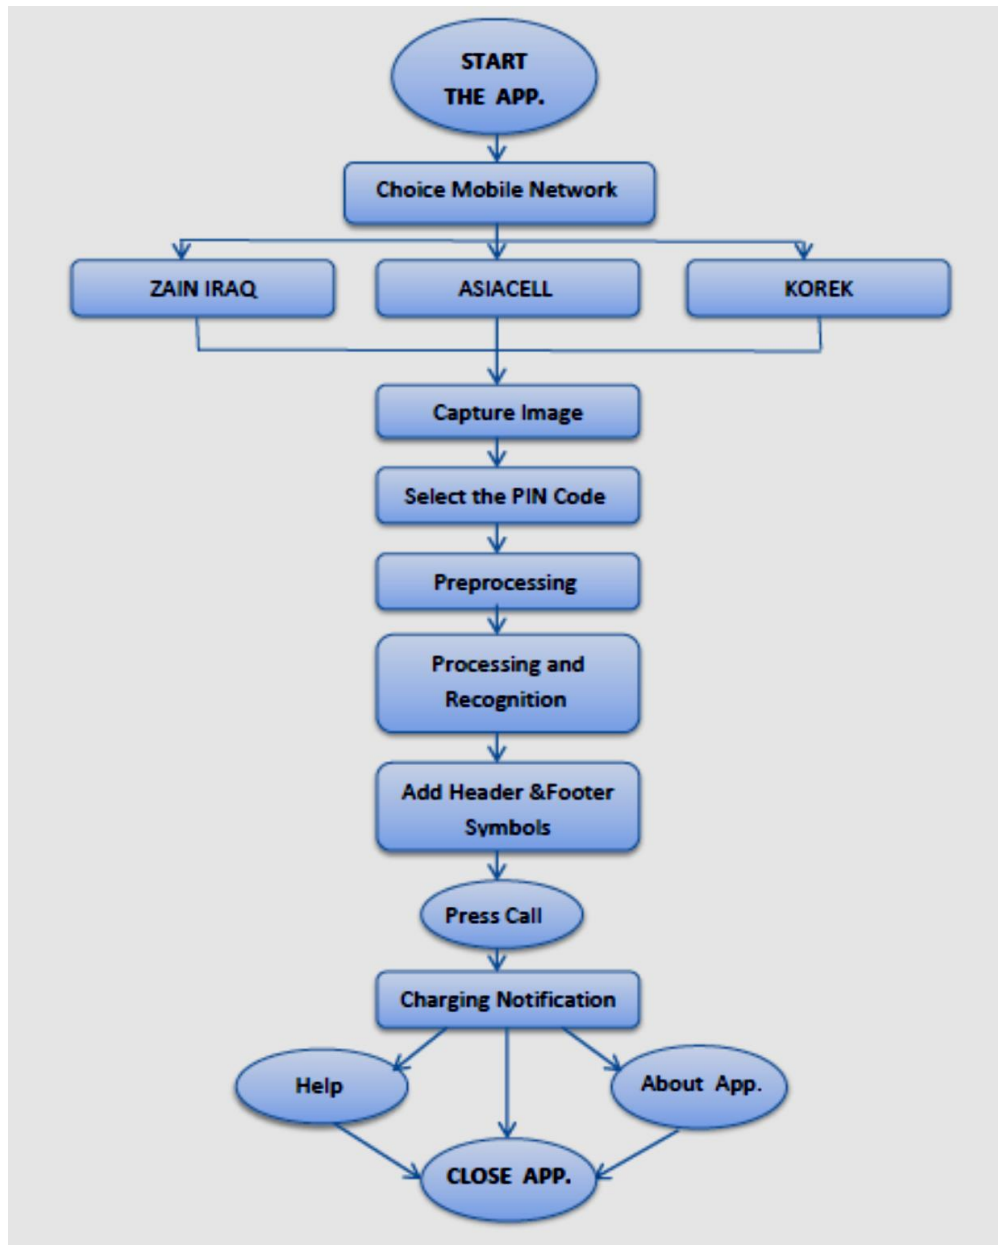 START
THE APP.
Choice Mobile Network
ZAIN IRAQ
ASIACELL
KOREK
Capture Image
Select the PIN Code
Preprocessing
Processing and
Recognition
Add Header &Footer
Symbols
Press Call
Charging Notification
Help
About App.
CLOSE APP.